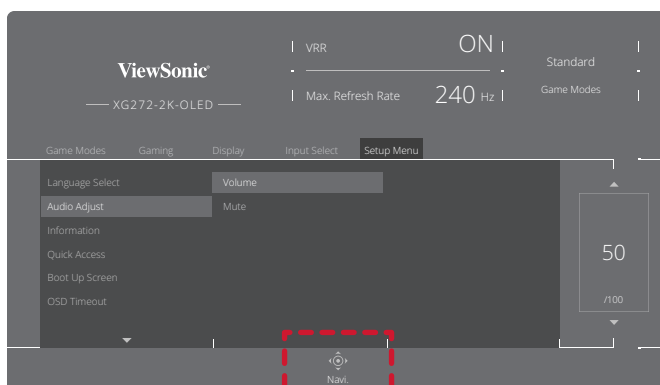 ViewSonic®
XG272-2K-OLED
VRR ON
Max. Refresh Rate 240 Hz
Standard
Game Modes
Game Modes Gaming Display Input Select Setup Menu
Language Select
Audio Adjust
Information
Quick Access
Boot Up Screen
OSD Timeout
Volume
Mute
50
/100
Navi.